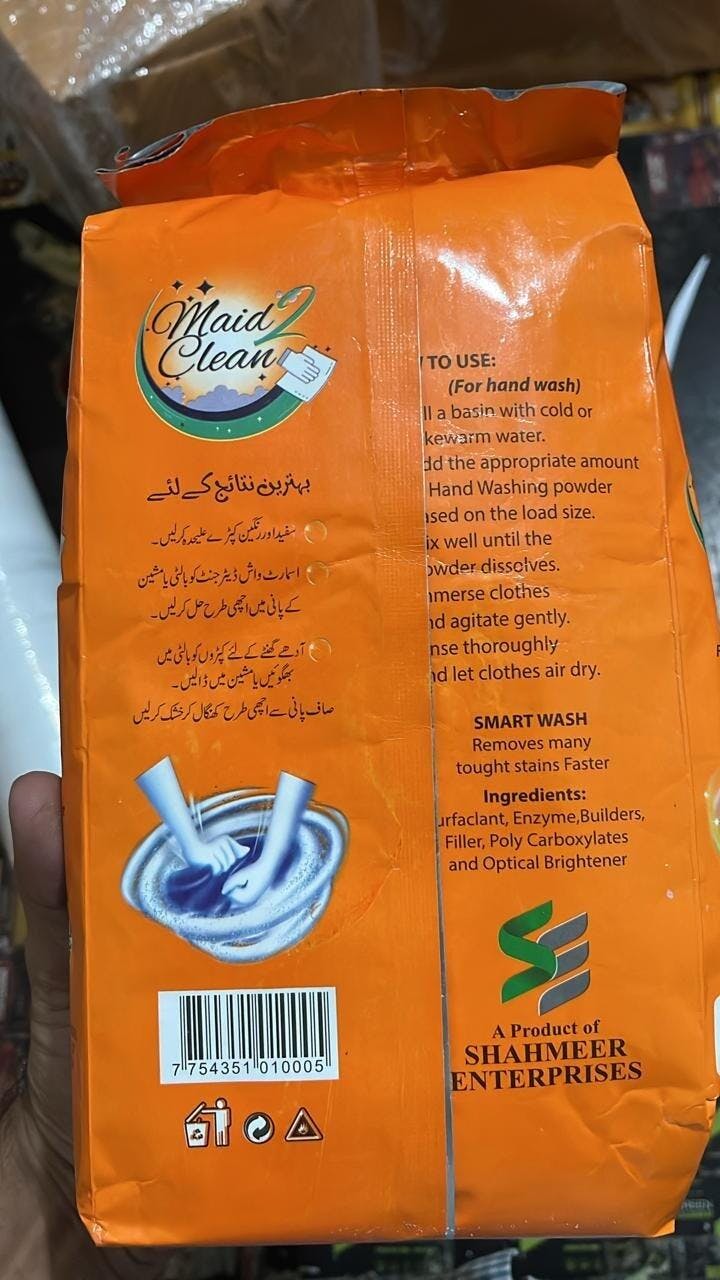 Maid 2
Clean
بہترین نتائج کے لئے
سفید اور رنگین کپڑے علیحدہ کرلیں۔
اسمارٹ واش ڈیٹرجنٹ کو بالٹی یا مشین
کے پانی میں اچھی طرح حل کرلیں۔
آدھے گھنٹے کے لئے کپڑوں کو بالٹی میں
بھگوئیں یا مشین میں ڈالیں۔
صاف پانی سے اچھی طرح کھنگال کر خشک کرلیں
7 754351 010005
TO USE:
(For hand wash)
ll a basin with cold or
kewarm water.
dd the appropriate amount
Hand Washing powder
sed on the load size.
ix well until the
owder dissolves.
merse clothes
nd agitate gently.
nse thoroughly
nd let clothes air dry.
SMART WASH
Removes many
tought stains Faster
Ingredients:
urfaclant, Enzyme,Builders,
Filler, Poly Carboxylates
and Optical Brightener
SE
A Product of
SHAHMEER
ENTERPRISES